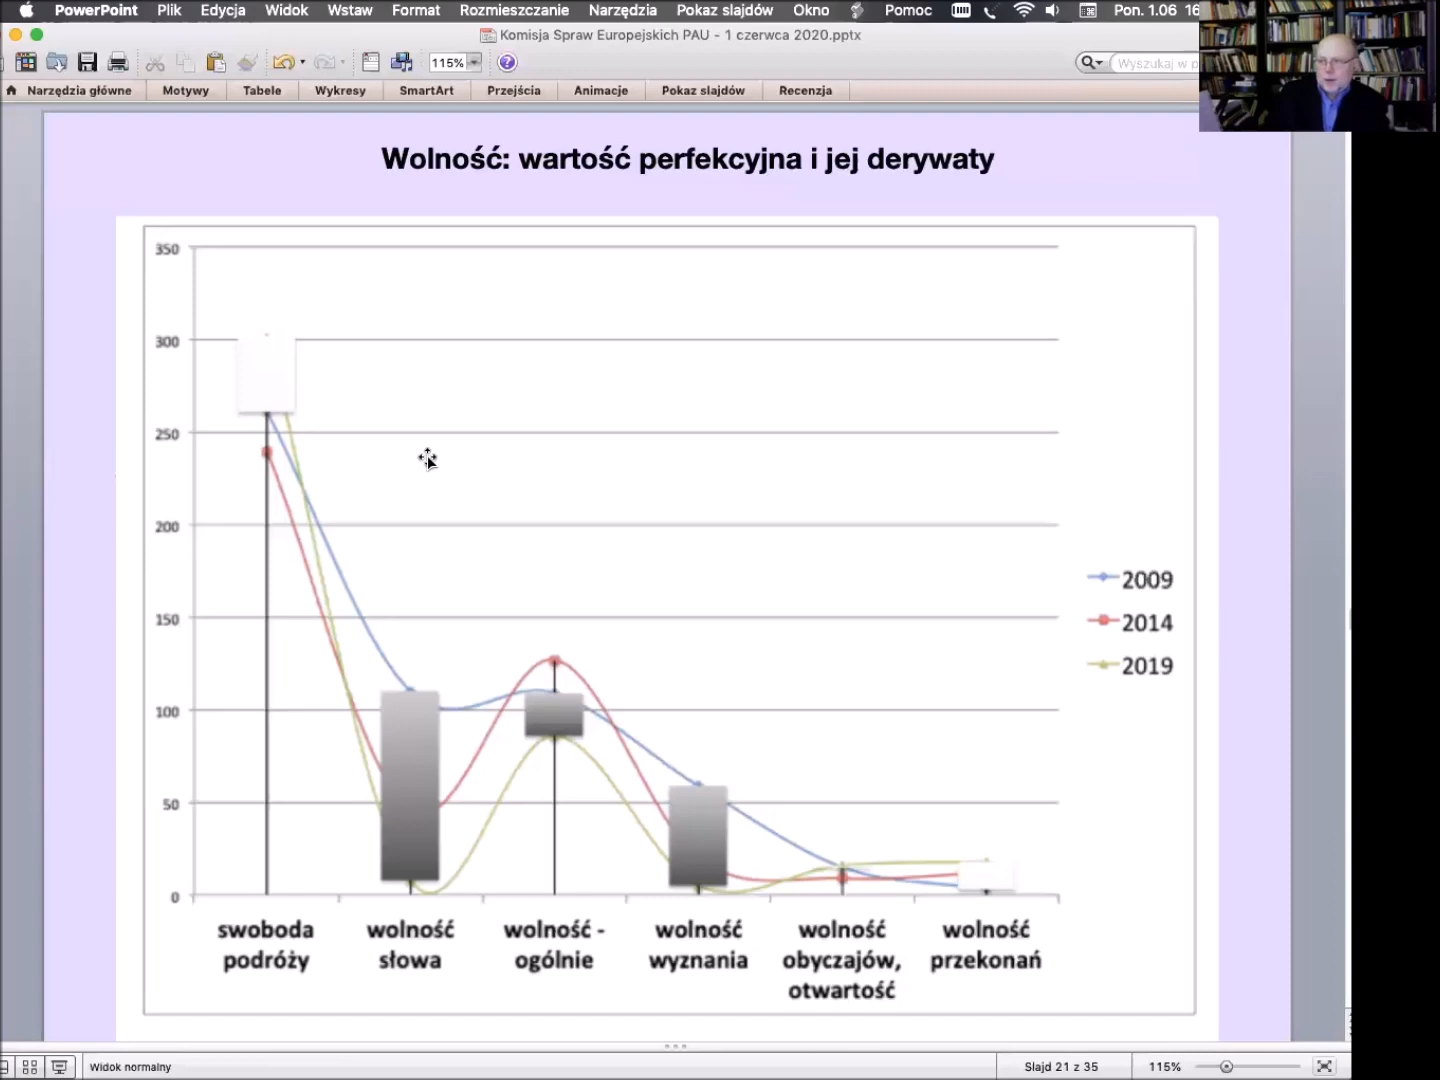 PowerPoint Plik Edycja Widok Wstaw Format Rozmieszczanie Narzędzia Pokaz slajdów Okno Pomoc Pon. 1.06 16
Komisja Spraw Europejskich PAU - 1 czerwca 2020.pptx
115% ? Wyszukaj w p
Narzędzia główne Motywy Tabele Wykresy SmartArt Przejścia Animacje Pokaz slajdów Recenzja
Wolność: wartość perfekcyjna i jej derywaty
350
300
250
200
150
100
50
0
2009
2014
2019
swoboda podróży
wolność słowa
wolność - ogólnie
wolność wyznania
wolność obyczajów, otwartość
wolność przekonań
Widok normalny Slajd 21 z 35 115%